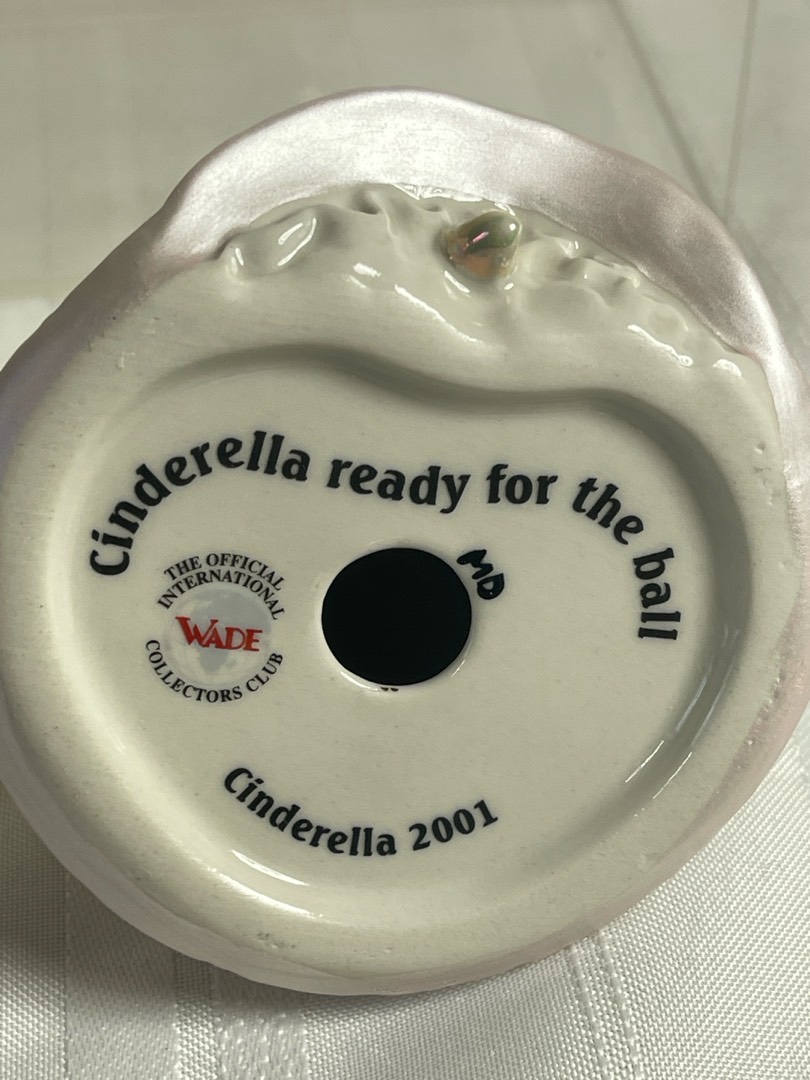 Cinderella ready for the ball
MD
THE OFFICIAL
INTERNATIONAL
WADE
COLLECTORS CLUB
Cinderella 2001